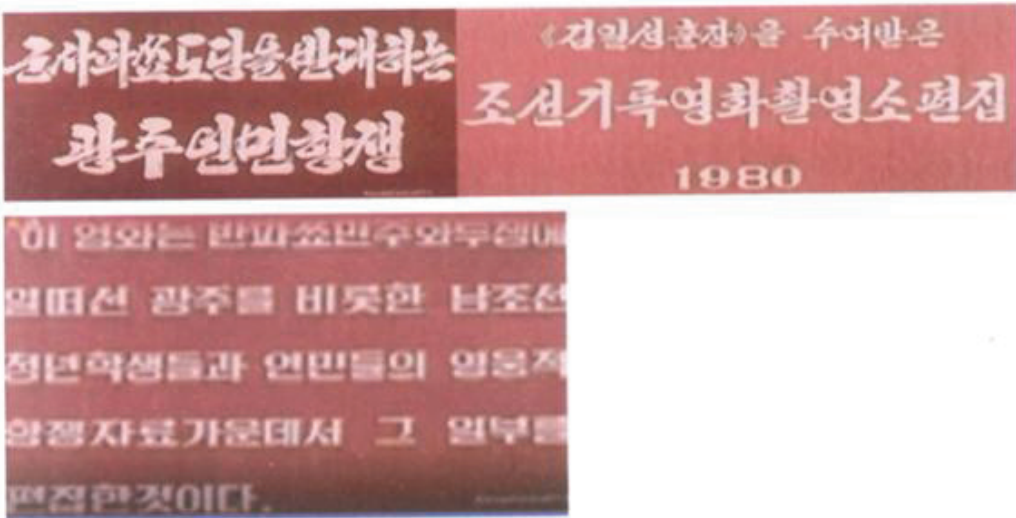 군사파쑈도당을반대하는
광주인민항쟁
《김일성훈장》을 수여받은
조선기록영화촬영소편집
1980
이 영화는 반파쑈민주화투쟁에
일떠선 광주를 비롯한 남조선
청년학생들과 인민들의 영웅적
항쟁자료가운데서 그 일부를
편집한것이다.